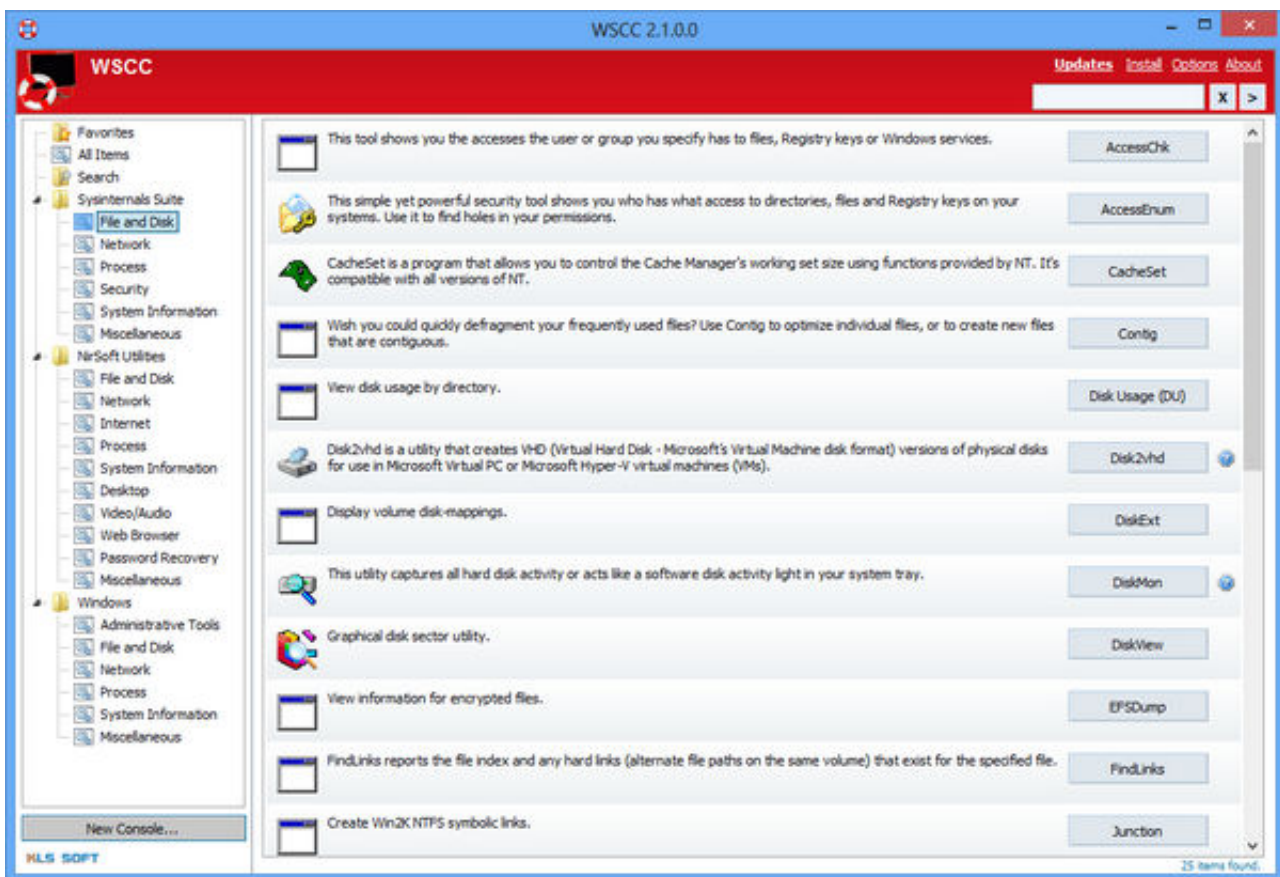 WSCC 2.1.0.0
WSCC
Updates Install Options About
X >
Favorites
All Items
Search
Sysinternals Suite
File and Disk
Network
Process
Security
System Information
Miscellaneous
NirSoft Utilities
File and Disk
Network
Internet
Process
System Information
Desktop
Video/Audio
Web Browser
Password Recovery
Miscellaneous
Windows
Administrative Tools
File and Disk
Network
Process
System Information
Miscellaneous
New Console...
KLS SOFT
This tool shows you the accesses the user or group you specify has to files, Registry keys or Windows services.
AccessChk
This simple yet powerful security tool shows you who has what access to directories, files and Registry keys on your
systems. Use it to find holes in your permissions.
AccessEnum
CacheSet is a program that allows you to control the Cache Manager's working set size using functions provided by NT. It's
compatible with all versions of NT.
CacheSet
Wish you could quickly defragment your frequently used files? Use Contig to optimize individual files, or to create new files
that are contiguous.
Contig
View disk usage by directory.
Disk Usage (DU)
Disk2vhd is a utility that creates VHD (Virtual Hard Disk - Microsoft's Virtual Machine disk format) versions of physical disks
for use in Microsoft Virtual PC or Microsoft Hyper-V virtual machines (VMs).
Disk2vhd
Display volume disk-mappings.
DiskExt
This utility captures all hard disk activity or acts like a software disk activity light in your system tray.
DiskMon
Graphical disk sector utility.
DiskView
View information for encrypted files.
EFSDump
FindLinks reports the file index and any hard links (alternate file paths on the same volume) that exist for the specified file.
FindLinks
Create Win2K NTFS symbolic links.
Junction
25 items found.